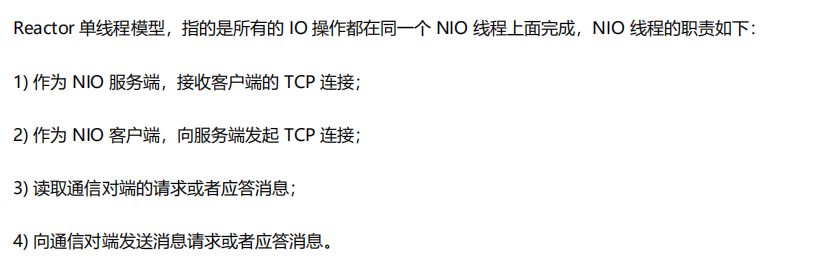 Reactor 单线程模型，指的是所有的 IO 操作都在同一个 NIO 线程上面完成，NIO 线程的职责如下：
1) 作为 NIO 服务端，接收客户端的 TCP 连接；
2) 作为 NIO 客户端，向服务端发起 TCP 连接；
3) 读取通信对端的请求或者应答消息；
4) 向通信对端发送消息请求或者应答消息。